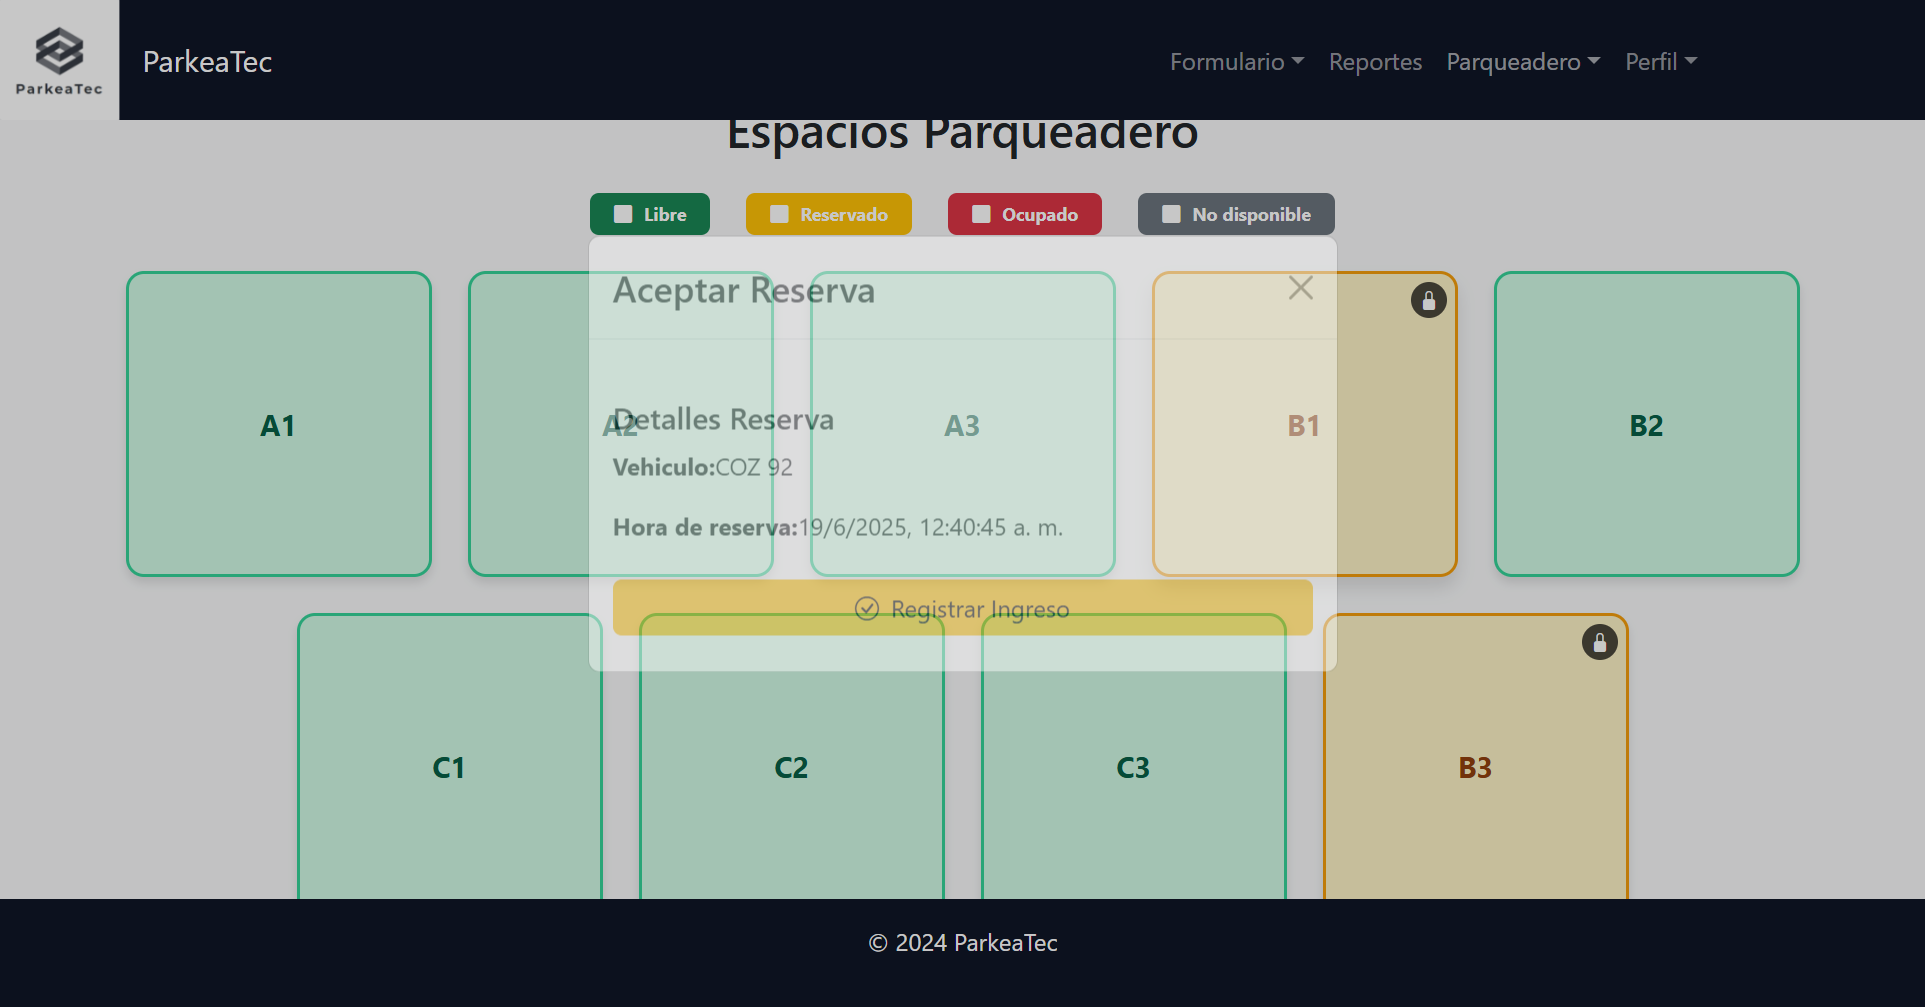 ParkeaTec
ParkeaTec
Formulario
Reportes
Parqueadero
Perfil
Espacios Parqueadero
Libre
Reservado
Ocupado
No disponible
Aceptar Reserva
A1
A2
A3
B1
B2
Detalles Reserva
Vehiculo:COZ 92
Hora de reserva:19/6/2025, 12:40:45 a. m.
Registrar Ingreso
C1
C2
C3
B3
© 2024 ParkeaTec